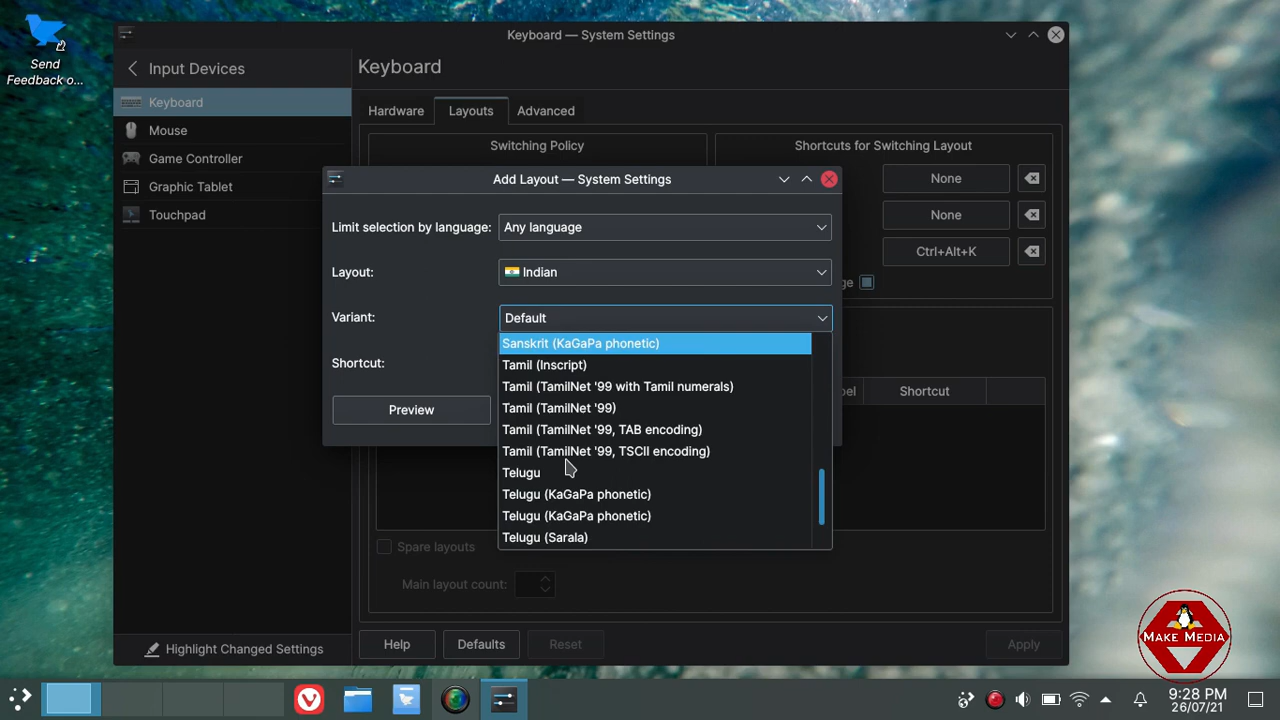 Send
Feedback o...
Keyboard — System Settings
Input Devices
Keyboard
Mouse
Game Controller
Graphic Tablet
Touchpad
Highlight Changed Settings
Keyboard
Hardware
Layouts
Advanced
Switching Policy
Shortcuts for Switching Layout
None
None
Ctrl+Alt+K
Add Layout — System Settings
Limit selection by language:
Any language
Layout:
Indian
Variant:
Default
Shortcut:
Preview
Sanskrit (KaGaPa phonetic)
Tamil (Inscript)
Tamil (TamilNet '99 with Tamil numerals)
Tamil (TamilNet '99)
Tamil (TamilNet '99, TAB encoding)
Tamil (TamilNet '99, TSCII encoding)
Telugu
Telugu (KaGaPa phonetic)
Telugu (KaGaPa phonetic)
Telugu (Sarala)
Shortcut
Spare layouts
Main layout count:
Help
Defaults
Reset
Apply
MAKE MEDIA
9:28 PM
26/07/21